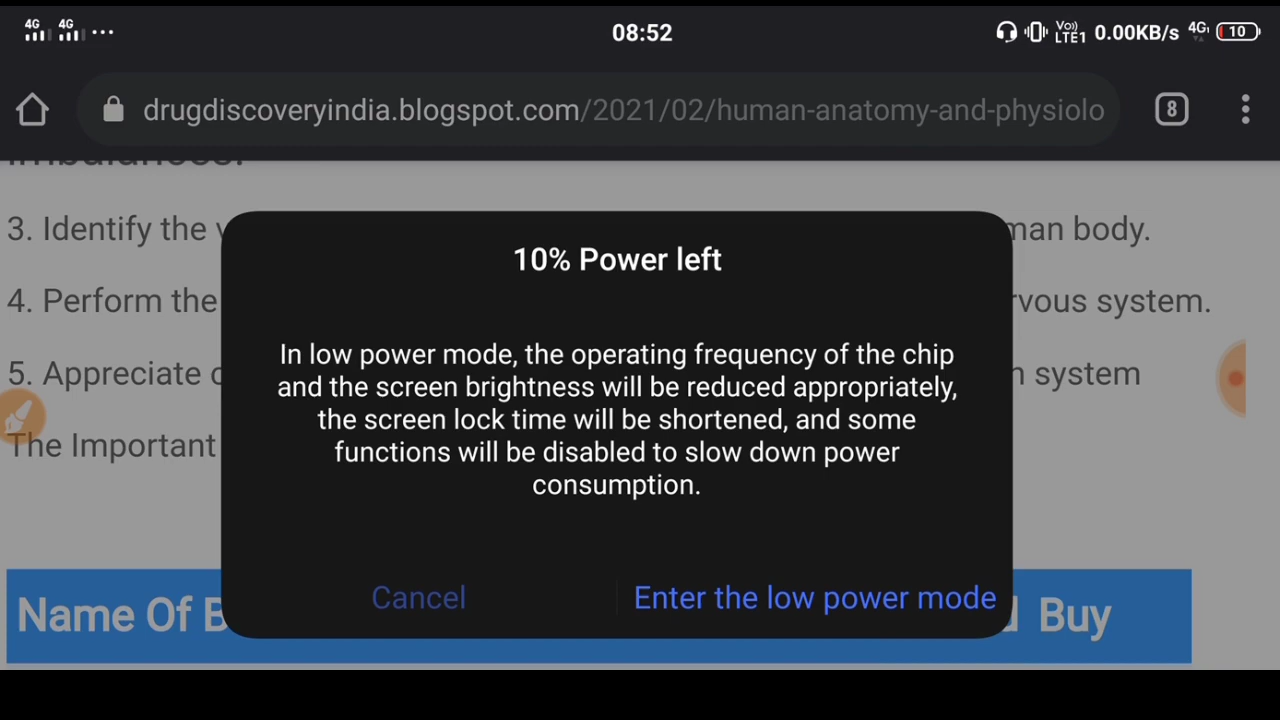 4G 4G ... 08:52 Vo)) LTE1 0.00KB/s 4G 10
drugdiscoveryindia.blogspot.com/2021/02/human-anatomy-and-physiolo 8
imbalances.
3. Identify the man body.
4. Perform the rvous system.
5. Appreciate system
The Important
10% Power left
In low power mode, the operating frequency of the chip
and the screen brightness will be reduced appropriately,
the screen lock time will be shortened, and some
functions will be disabled to slow down power
consumption.
Cancel Enter the low power mode
Name Of B Buy